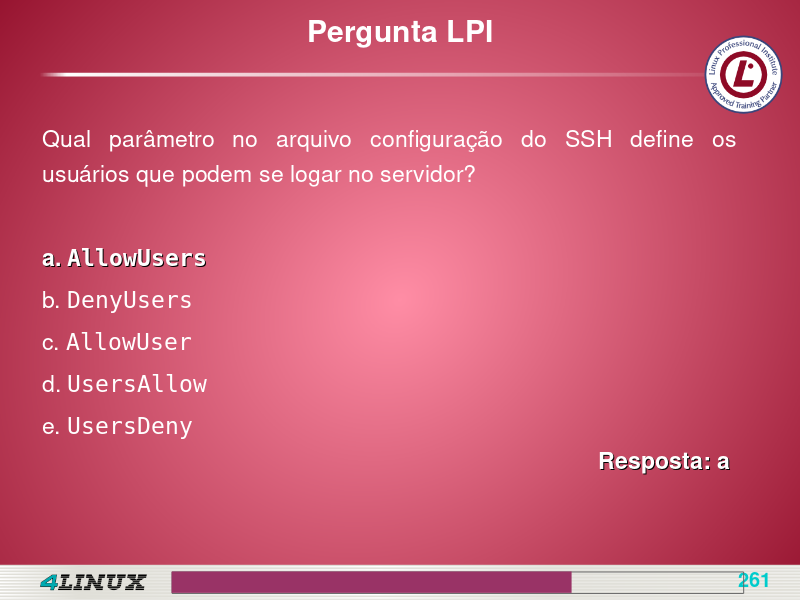 Pergunta LPI
Linux Professional Institute
Approved Training Partner
Qual parâmetro no arquivo configuração do SSH define os
usuários que podem se logar no servidor?
a. AllowUsers
b. DenyUsers
c. AllowUser
d. UsersAllow
e. UsersDeny
Resposta: a
4LINUX
261